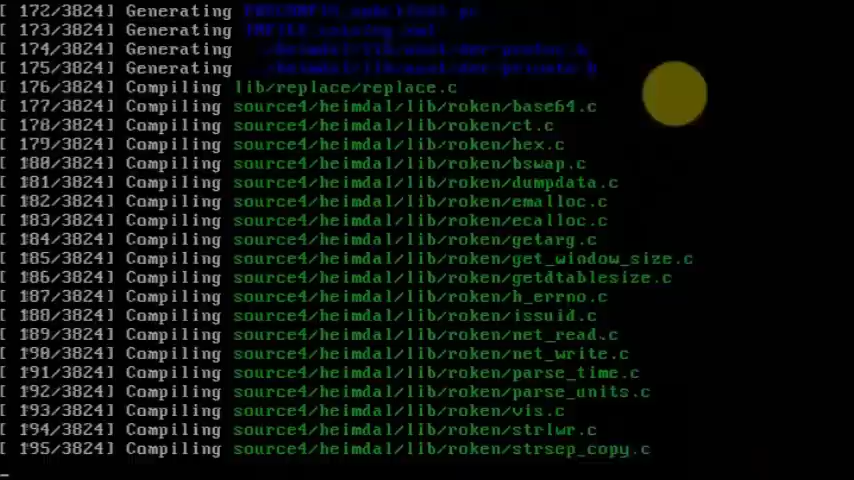 [ 172/3824] Generating
[ 173/3824] Generating
[ 174/3824] Generating
[ 175/3824] Generating
[ 176/3824] Compiling lib/replace/replace.c
[ 177/3824] Compiling source4/heimdal/lib/roken/base64.c
[ 178/3824] Compiling source4/heimdal/lib/roken/ct.c
[ 179/3824] Compiling source4/heimdal/lib/roken/hex.c
[ 180/3824] Compiling source4/heimdal/lib/roken/bswap.c
[ 181/3824] Compiling source4/heimdal/lib/roken/dumpdata.c
[ 182/3824] Compiling source4/heimdal/lib/roken/emalloc.c
[ 183/3824] Compiling source4/heimdal/lib/roken/ecalloc.c
[ 184/3824] Compiling source4/heimdal/lib/roken/getarg.c
[ 185/3824] Compiling source4/heimdal/lib/roken/get_window_size.c
[ 186/3824] Compiling source4/heimdal/lib/roken/getdtablesize.c
[ 187/3824] Compiling source4/heimdal/lib/roken/h_errno.c
[ 188/3824] Compiling source4/heimdal/lib/roken/issuid.c
[ 189/3824] Compiling source4/heimdal/lib/roken/net_read.c
[ 190/3824] Compiling source4/heimdal/lib/roken/net_write.c
[ 191/3824] Compiling source4/heimdal/lib/roken/parse_time.c
[ 192/3824] Compiling source4/heimdal/lib/roken/parse_units.c
[ 193/3824] Compiling source4/heimdal/lib/roken/vis.c
[ 194/3824] Compiling source4/heimdal/lib/roken/strlwr.c
[ 195/3824] Compiling source4/heimdal/lib/roken/strsep_copy.c